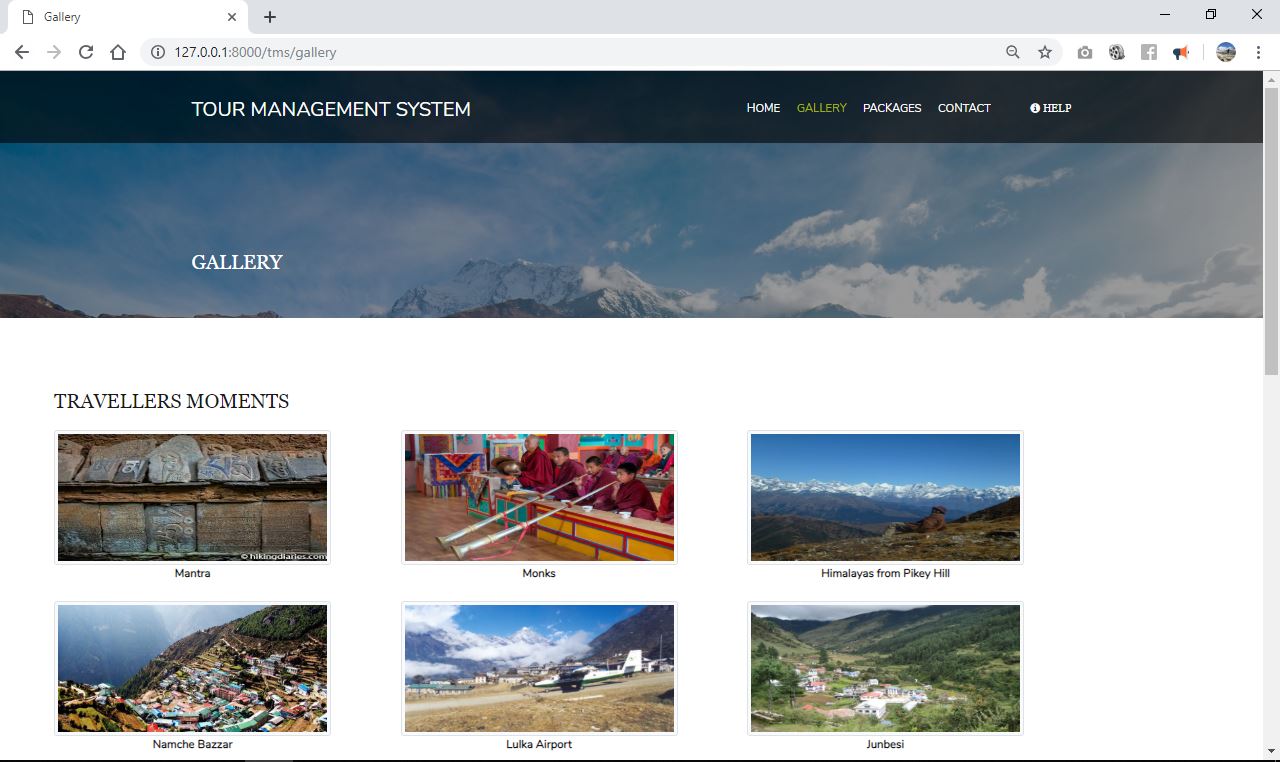 Gallery
127.0.0.1:8000/tms/gallery
TOUR MANAGEMENT SYSTEM
HOME GALLERY PACKAGES CONTACT HELP
GALLERY
TRAVELLERS MOMENTS
© hikingdiaries.com
Mantra Monks Himalayas from Pikey Hill
Namche Bazzar Lulka Airport Junbesi